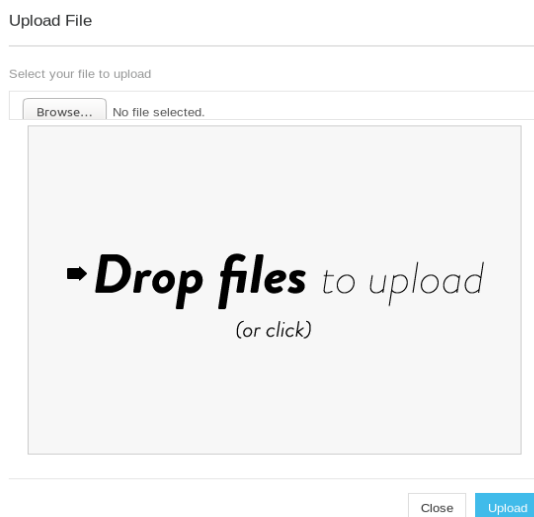 Upload File
Select your file to upload
Browse... No file selected.
Drop files to upload
(or click)
Close Upload